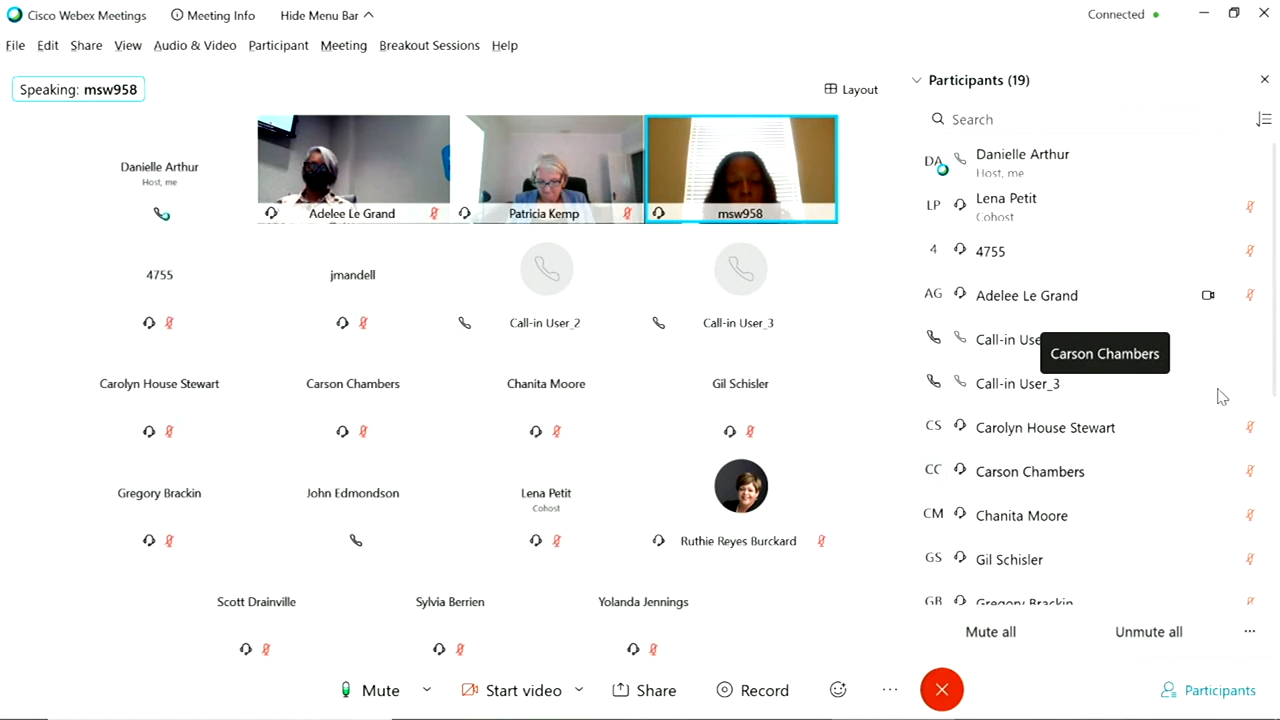 Cisco Webex Meetings
Meeting Info
Hide Menu Bar
Connected
File Edit Share View Audio & Video Participant Meeting Breakout Sessions Help
Speaking: msw958
Layout
Danielle Arthur
Host, me
Adelee Le Grand
Patricia Kemp
msw958
4755
jmandell
Call-in User_2
Call-in User_3
Carolyn House Stewart
Carson Chambers
Chanita Moore
Gil Schisler
Gregory Brackin
John Edmondson
Lena Petit
Cohost
Ruthie Reyes Burckard
Scott Drainville
Sylvia Berrien
Yolanda Jennings
Participants (19)
Search
DA
Danielle Arthur
Host, me
LP
Lena Petit
Cohost
4
4755
AG
Adelee Le Grand
Call-in Use
Carson Chambers
Call-in User_3
CS
Carolyn House Stewart
CC
Carson Chambers
CM
Chanita Moore
GS
Gil Schisler
GB
Gregory Brackin
Mute all
Unmute all
Mute
Start video
Share
Record
Participants